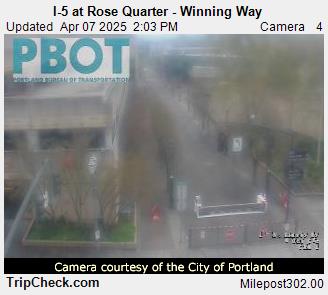 I-5 at Rose Quarter - Winning Way
Updated Apr 07 2025 2:03 PM Camera 4
PBOT
PORTLAND BUREAU OF TRANSPORTATION
Camera courtesy of the City of Portland
TripCheck.com Milepost302.00